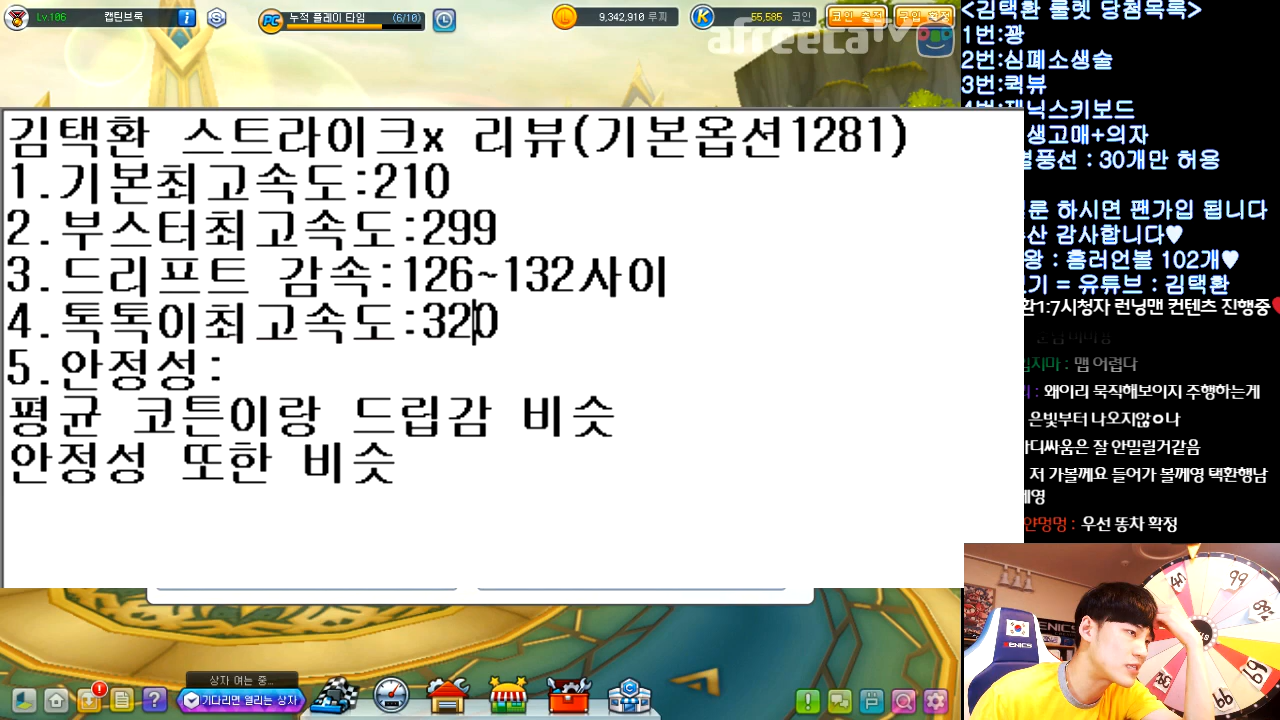 Lv.106 캡틴브룩
누적 플레이 타임 (6/10)
9,342,910 루찌
55,585 코인
코인 충전
afreecaTV
김택환 스트라이크x 리뷰(기본옵션1281)
1.기본최고속도:210
2.부스터최고속도:299
3.드리프트 감속:126~132사이
4.톡톡이최고속도:320
5.안정성:
평균 코튼이랑 드립감 비슷
안정성 또한 비슷
<김택환 룰렛 당첨목록>
1번:꽝
2번:심폐소생술
3번:퀵뷰
제닉스키보드
생고매+의자
별풍선 : 30개만 허용
하시면 팬가입 됩니다
감사합니다♥
왕 : 흥러언볼 102개♥
= 유튜브 : 김택환
환1:7시청자 런닝맨 컨텐츠 진행중
: 맵 어렵다
: 왜이리 묵직해보이지 주행하는게
은빛부터 나오지않ㅇ나
잘 안밀릴거같음
저 가볼께요 들어가 볼께영 택환행님
께영
얀멍멍 : 우선 똥차 확정
상자 여는 중..
기다리면 열리는 상자
XENICS
99
66
69